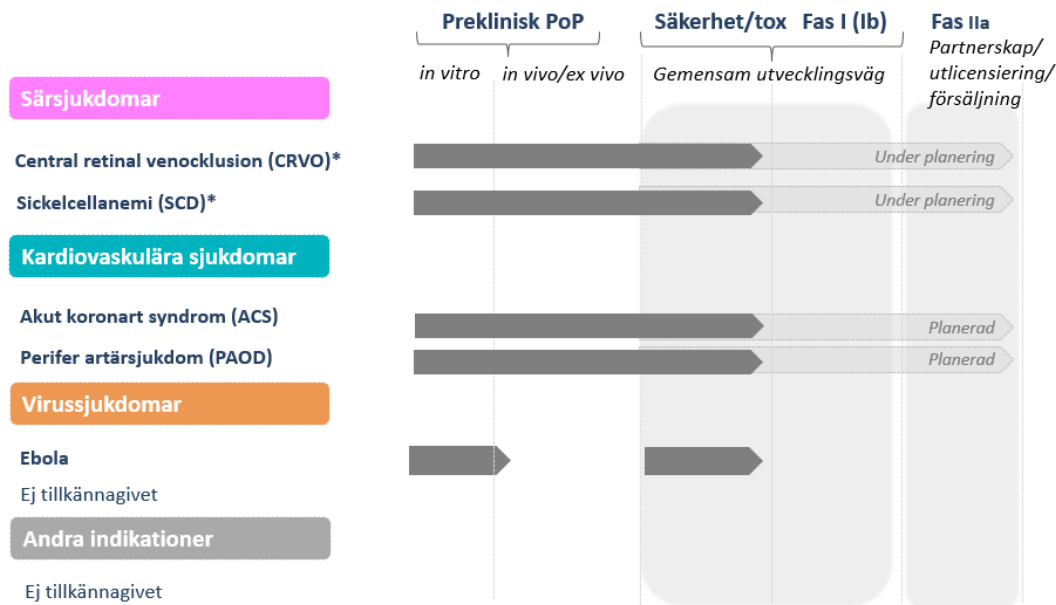 Preklinisk PoP
Säkerhet/tox Fas I (Ib)
Fas IIa
in vitro
in vivo/ex vivo
Gemensam utvecklingsväg
Partnerskap/
utlicensiering/
försäljning
Särsjukdomar
Central retinal venocklusion (CRVO)*
Under planering
Sickelcellanemi (SCD)*
Under planering
Kardiovaskulära sjukdomar
Akut koronart syndrom (ACS)
Planerad
Perifer artärsjukdom (PAOD)
Planerad
Virussjukdomar
Ebola
Ej tillkännagivet
Andra indikationer
Ej tillkännagivet